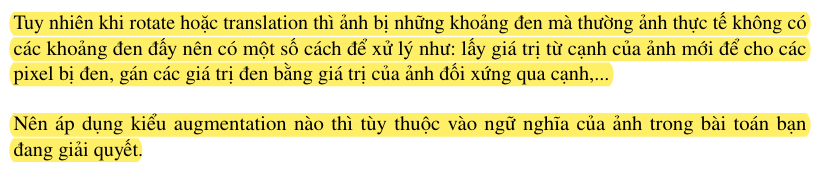 Tuy nhiên khi rotate hoặc translation thì ảnh bị những khoảng đen mà thường ảnh thực tế không có
các khoảng đen đấy nên có một số cách để xử lý như: lấy giá trị từ cạnh của ảnh mới để cho các
pixel bị đen, gán các giá trị đen bằng giá trị của ảnh đối xứng qua cạnh,...
Nên áp dụng kiểu augmentation nào thì tùy thuộc vào ngữ nghĩa của ảnh trong bài toán bạn
đang giải quyết.